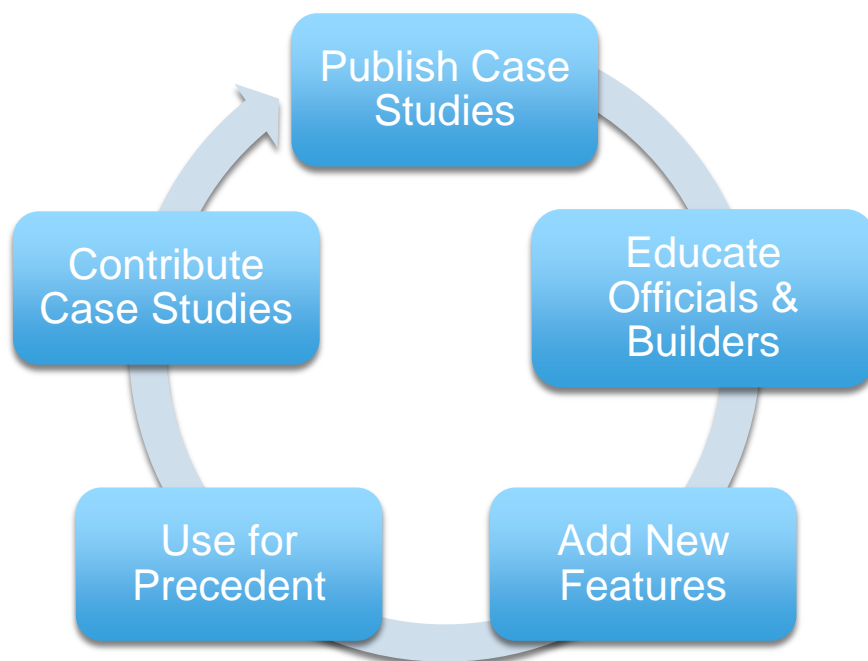 Publish Case
Studies
Educate
Officials &
Builders
Add New
Features
Use for
Precedent
Contribute
Case Studies